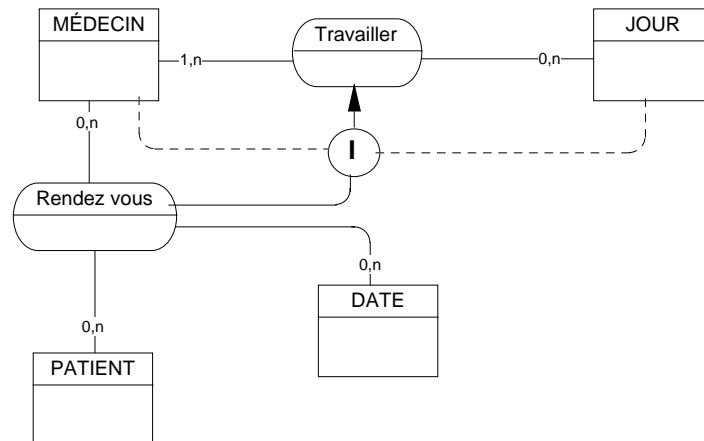 MÉDECIN
Travailler
JOUR
1,n
0,n
0,n
I
Rendez vous
0,n
DATE
0,n
PATIENT